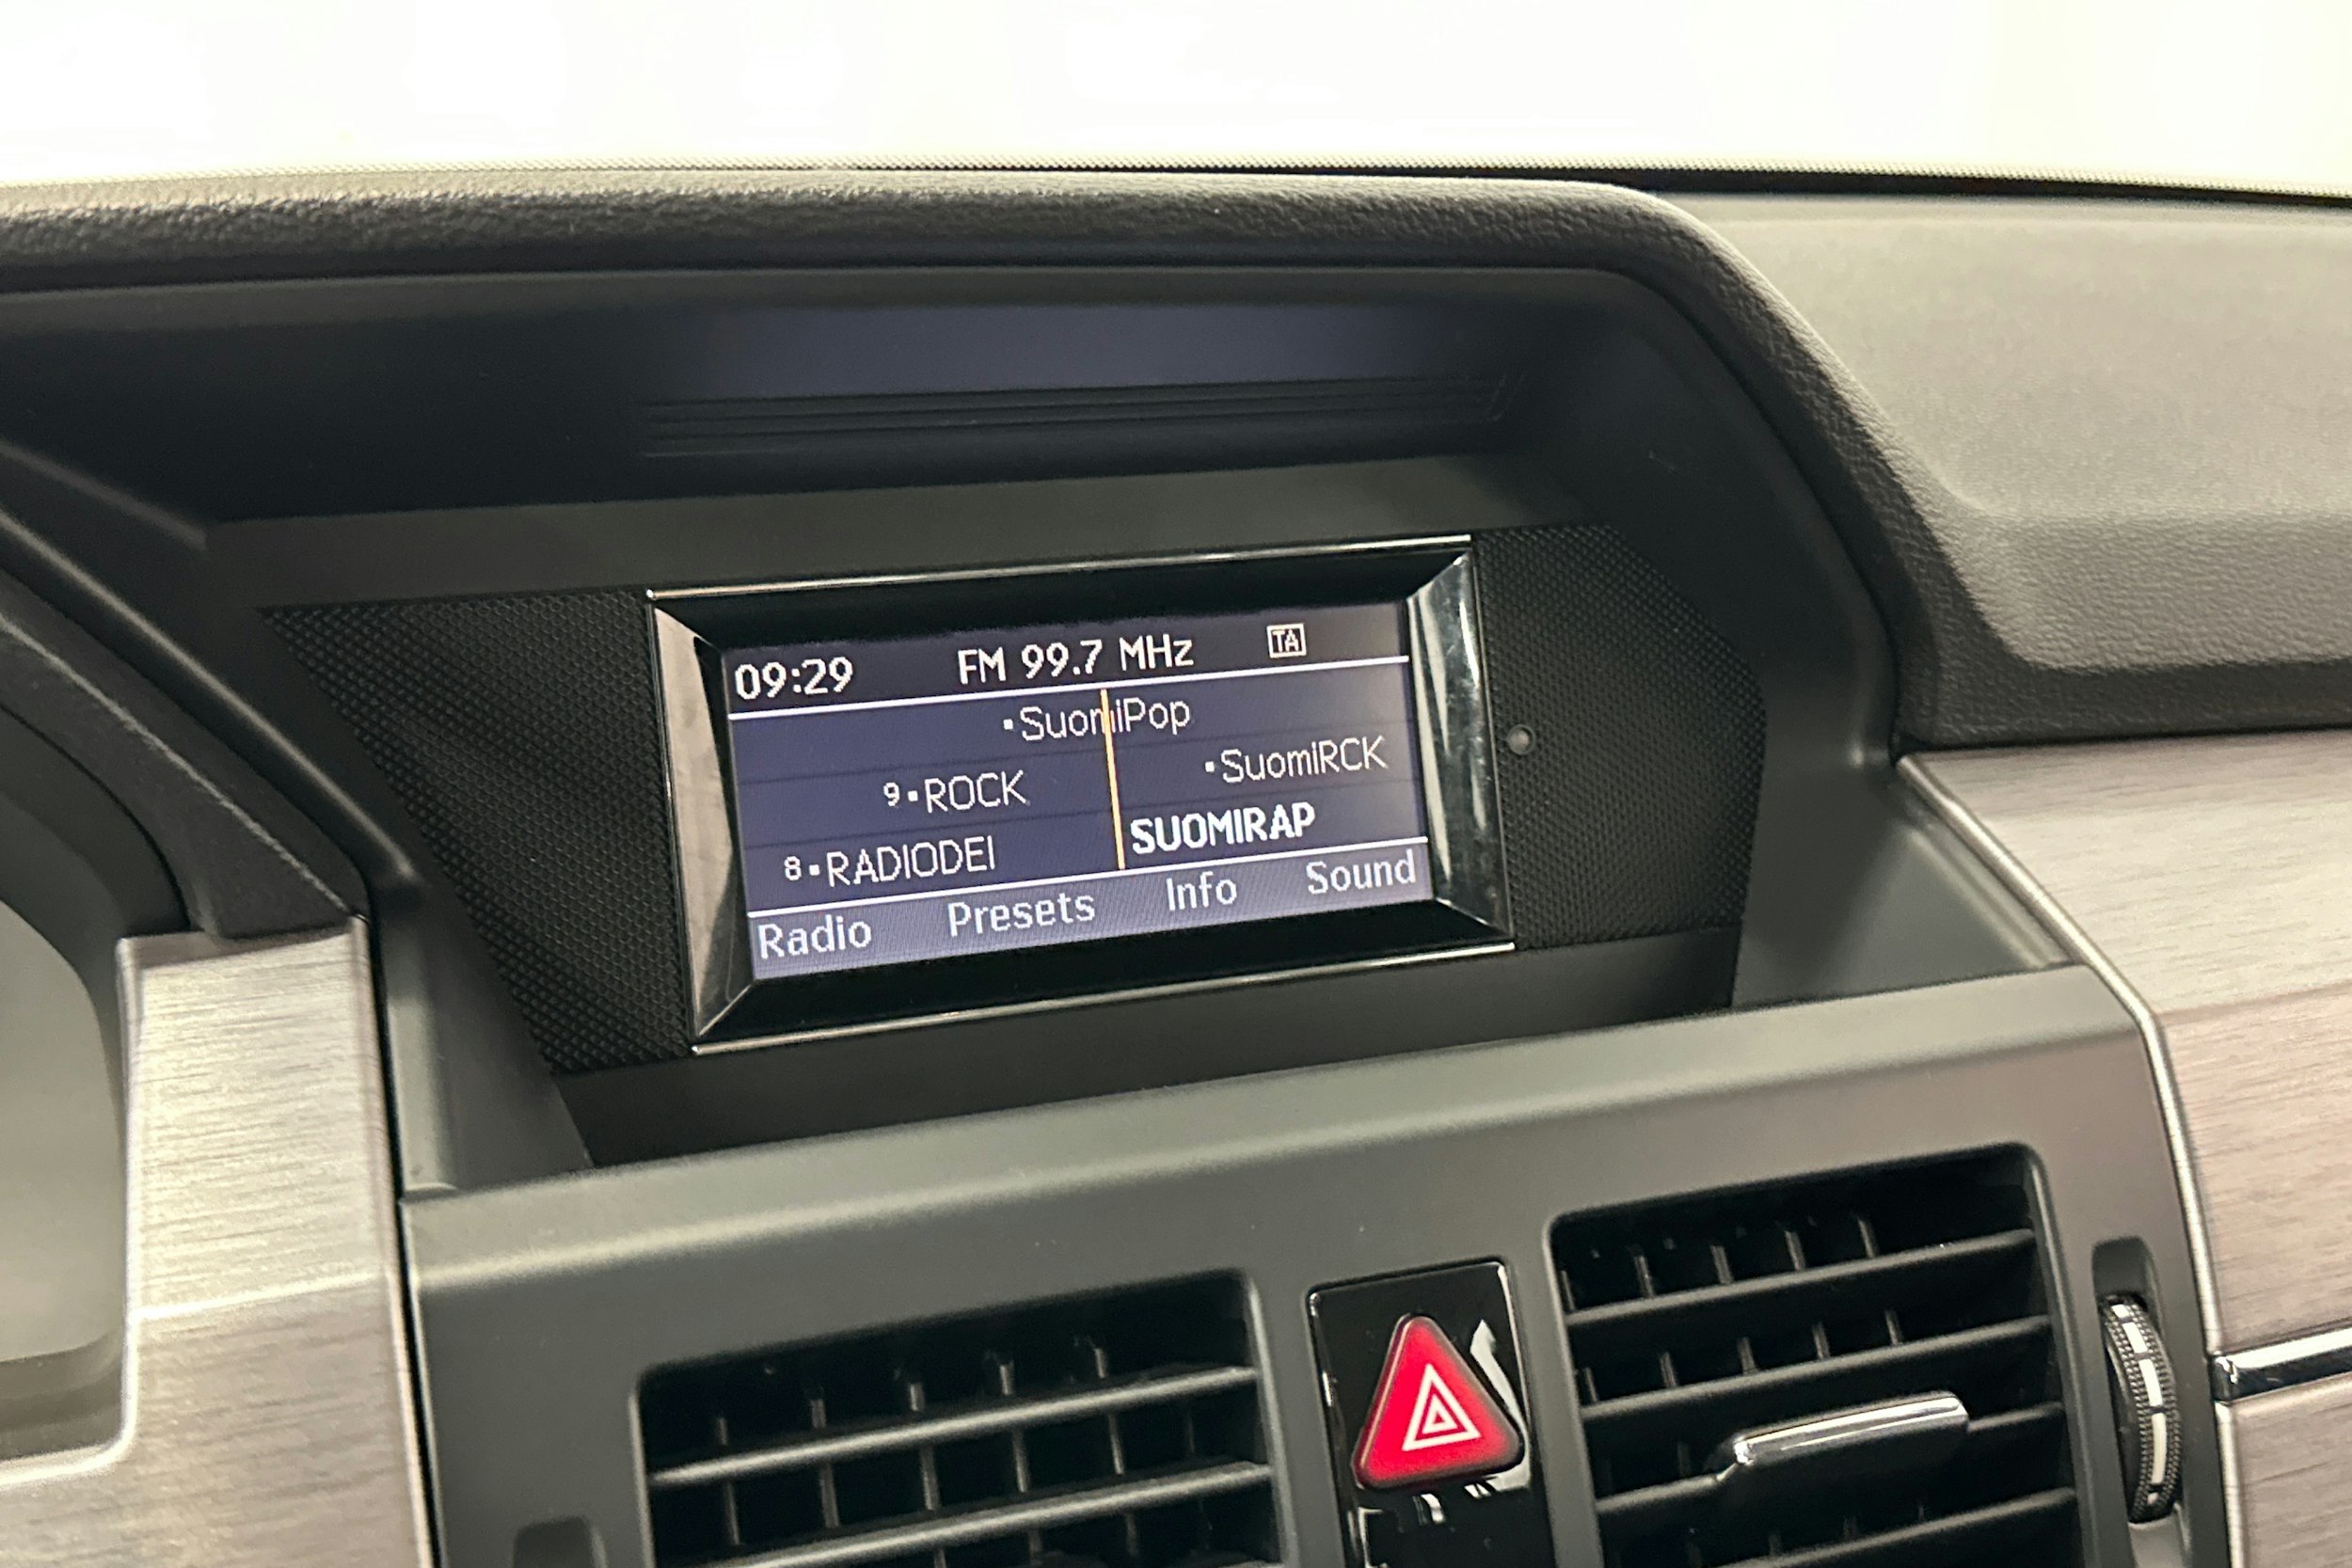 09:29 FM 99.7 MHz TA
•SuomiPop
•SuomiRCK
9•ROCK
SUOMIRAP
8•RADIODEI
Radio Presets Info Sound